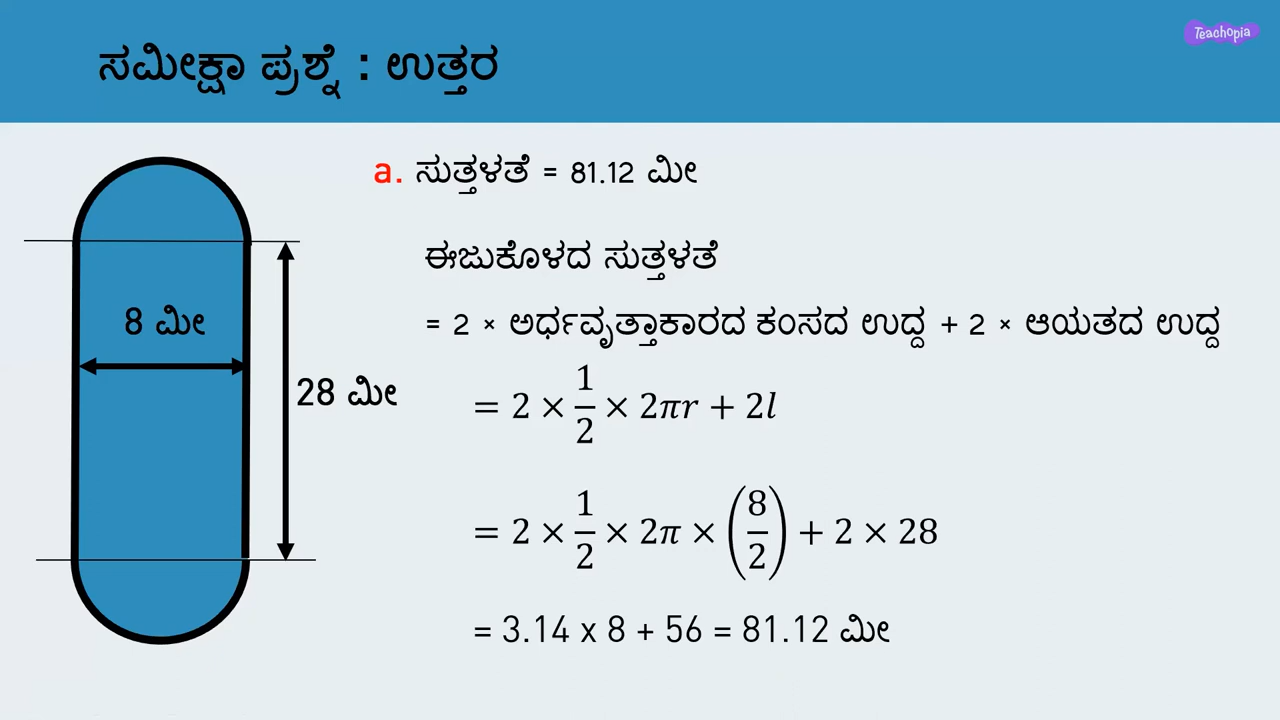 Teachopia
ಸಮೀಕ್ಷಾ ಪ್ರಶ್ನೆ : ಉತ್ತರ
a. ಸುತ್ತಳತೆ = 81.12 ಮೀ
ಈಜುಕೊಳದ ಸುತ್ತಳತೆ
= 2 × ಅರ್ಧವೃತ್ತಾಕಾರದ ಕಂಸದ ಉದ್ದ + 2 × ಆಯತದ ಉದ್ದ
8 ಮೀ
28 ಮೀ
= 2 × 1/2 × 2πr + 2l
= 2 × 1/2 × 2π × (8/2) + 2 × 28
= 3.14 x 8 + 56 = 81.12 ಮೀ